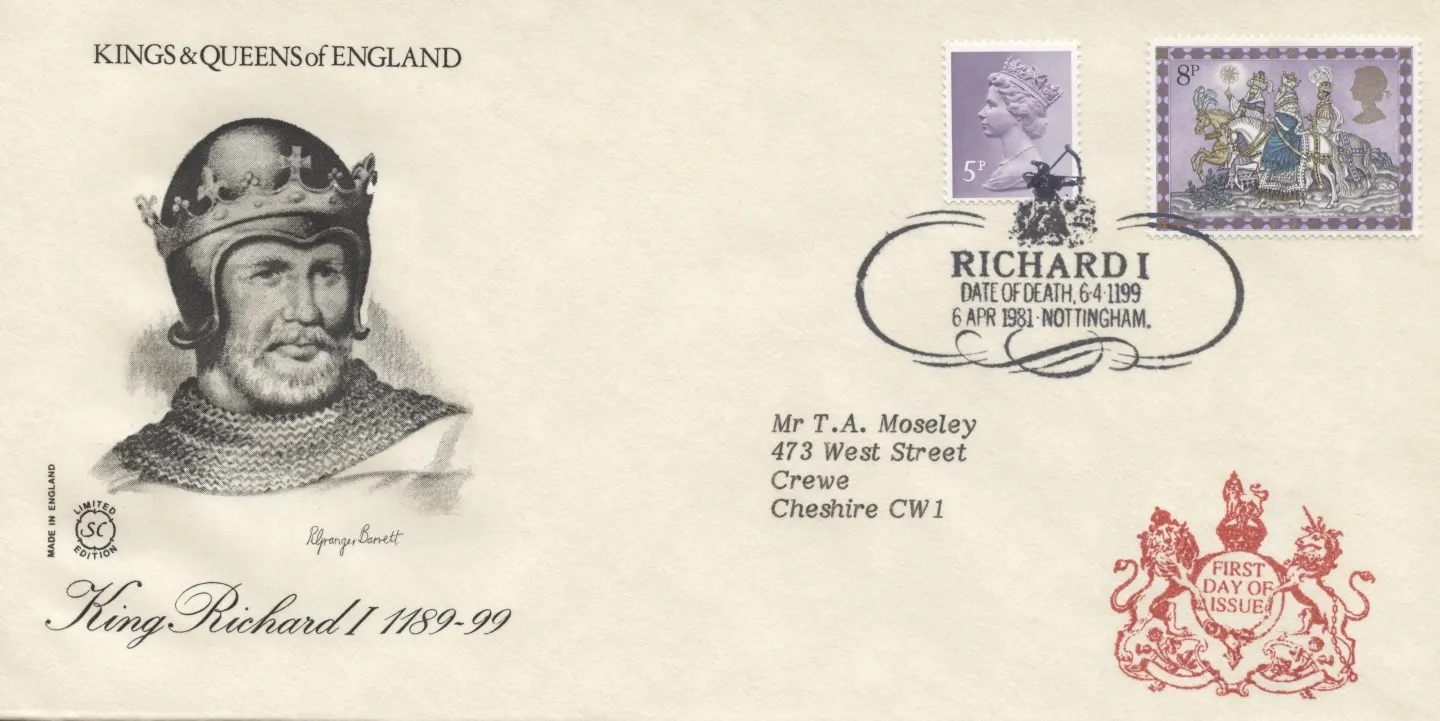 KINGS & QUEENS of ENGLAND
5P
8P
RICHARD I
DATE OF DEATH, 6·4·1199
6 APR 1981·NOTTINGHAM.
Mr T.A. Moseley
473 West Street
Crewe
Cheshire CW1
MADE IN ENGLAND
LIMITED
SC
EDITION
R Granger Barrett
King Richard I 1189-99
FIRST
DAY OF
ISSUE